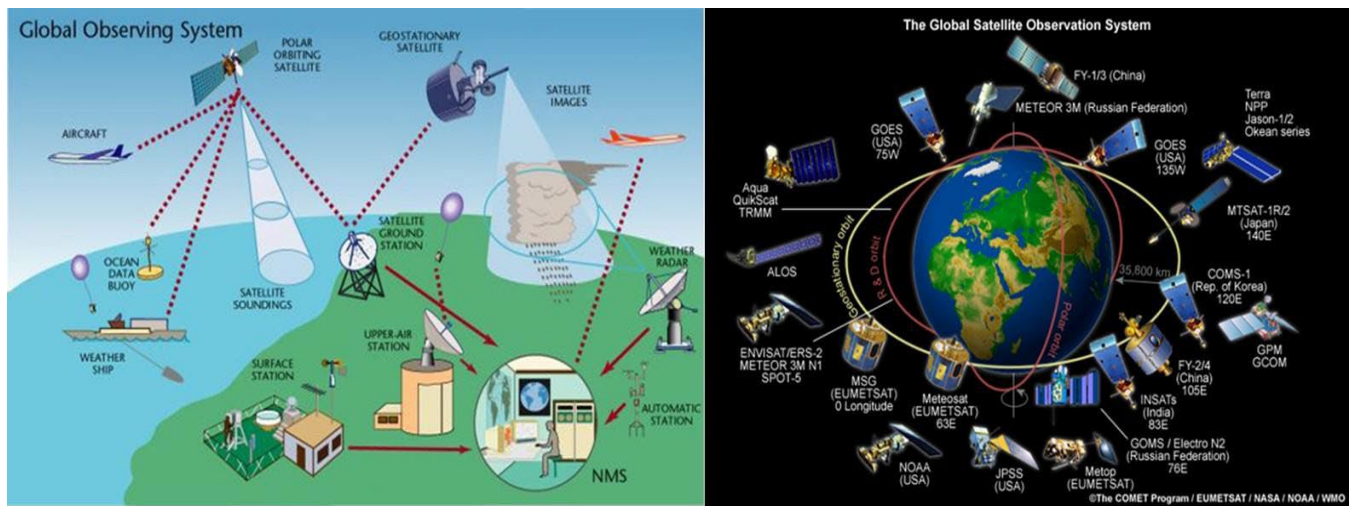 Global Observing System
POLAR
ORBITING
SATELLITE
GEOSTATIONARY
SATELLITE
SATELLITE
IMAGES
AIRCRAFT
OCEAN
DATA
BUOY
SATELLITE
SOUNDINGS
SATELLITE
GROUND
STATION
WEATHER
RADAR
WEATHER
SHIP
UPPER-AIR
STATION
SURFACE
STATION
AUTOMATIC
STATION
NMS
The Global Satellite Observation System
FY-1/3 (China)
METEOR 3M (Russian Federation)
GOES
(USA)
75W
GOES
(USA)
135W
Terra
NPP
Jason-1/2
Okean series
Aqua
QuikScat
TRMM
MTSAT-1R/2
(Japan)
140E
ALOS
Geostationary orbit
R & D orbit
Polar orbit
35,800 km
COMS-1
(Rep. of Korea)
120E
ENVISAT/ERS-2
METEOR 3M N1
SPOT-5
GPM
GCOM
MSG
(EUMETSAT)
0 Longitude
Meteosat
(EUMETSAT)
63E
FY-2/4
(China)
105E
INSATs
(India)
83E
GOMS / Electro N2
(Russian Federation)
76E
NOAA
(USA)
JPSS
(USA)
Metop
(EUMETSAT)
©The COMET Program / EUMETSAT / NASA / NOAA / WMO